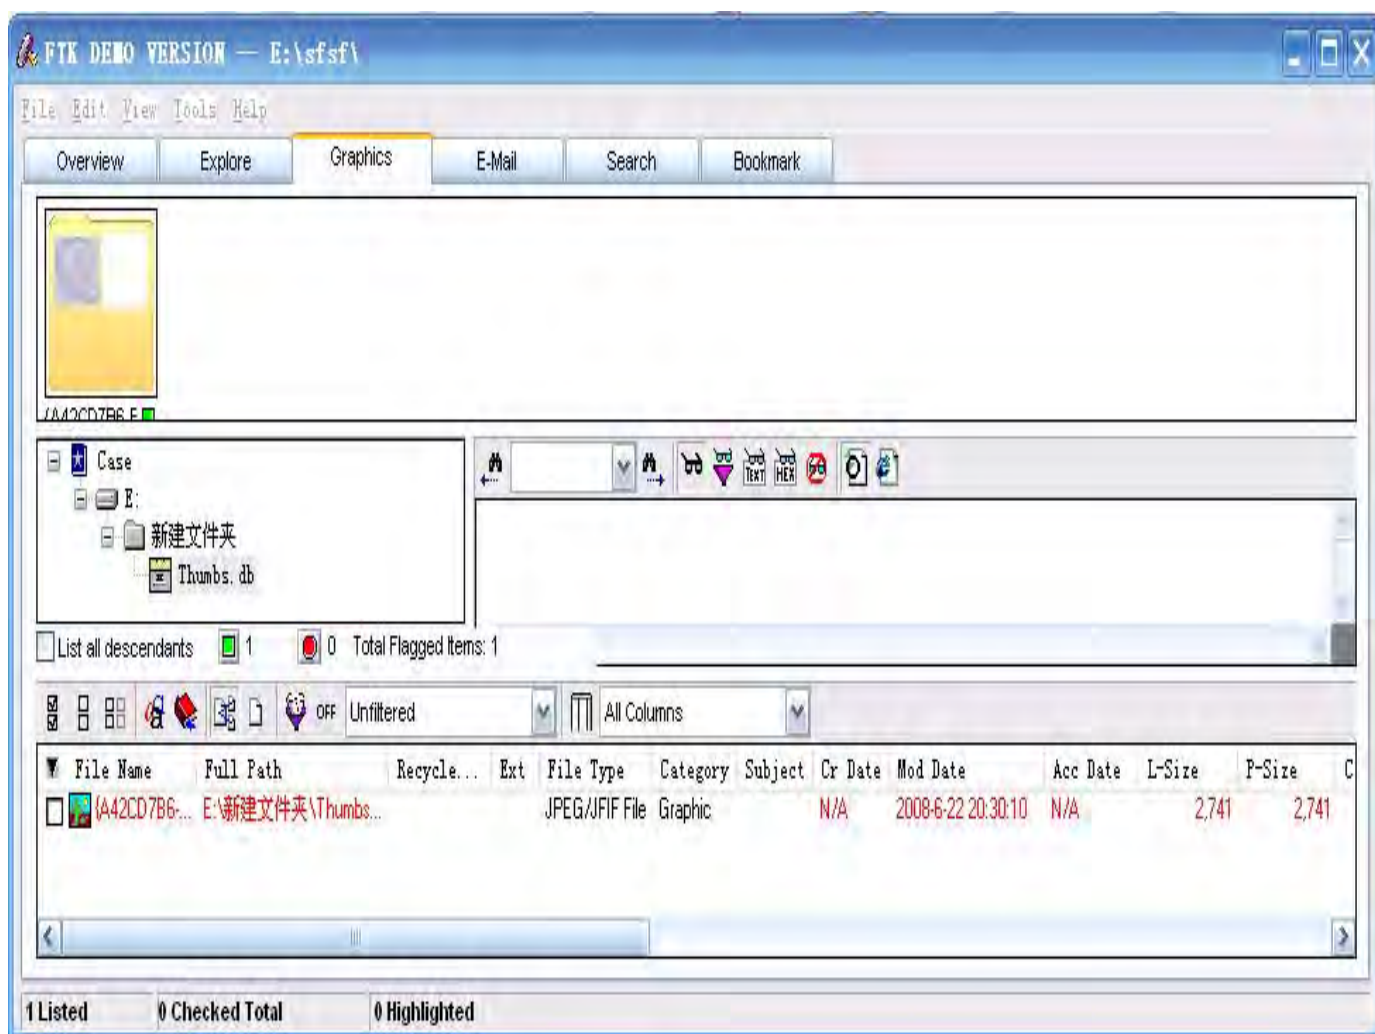 FTK DEMO VERSION — E:\sfsf\
File Edit View Tools Help
Overview Explore Graphics E-Mail Search Bookmark
{A42CD7B6-F
Case
E:
新建文件夹
Thumbs.db
TEXT HEX
List all descendants 1 0 Total Flagged Items: 1
OFF Unfiltered All Columns
File Name Full Path Recycle... Ext File Type Category Subject Cr Date Mod Date Acc Date L-Size P-Size C
{A42CD7B6-... E:\新建文件夹\Thumbs... JPEG/JFIF File Graphic N/A 2008-6-22 20:30:10 N/A 2,741 2,741
1 Listed 0 Checked Total 0 Highlighted